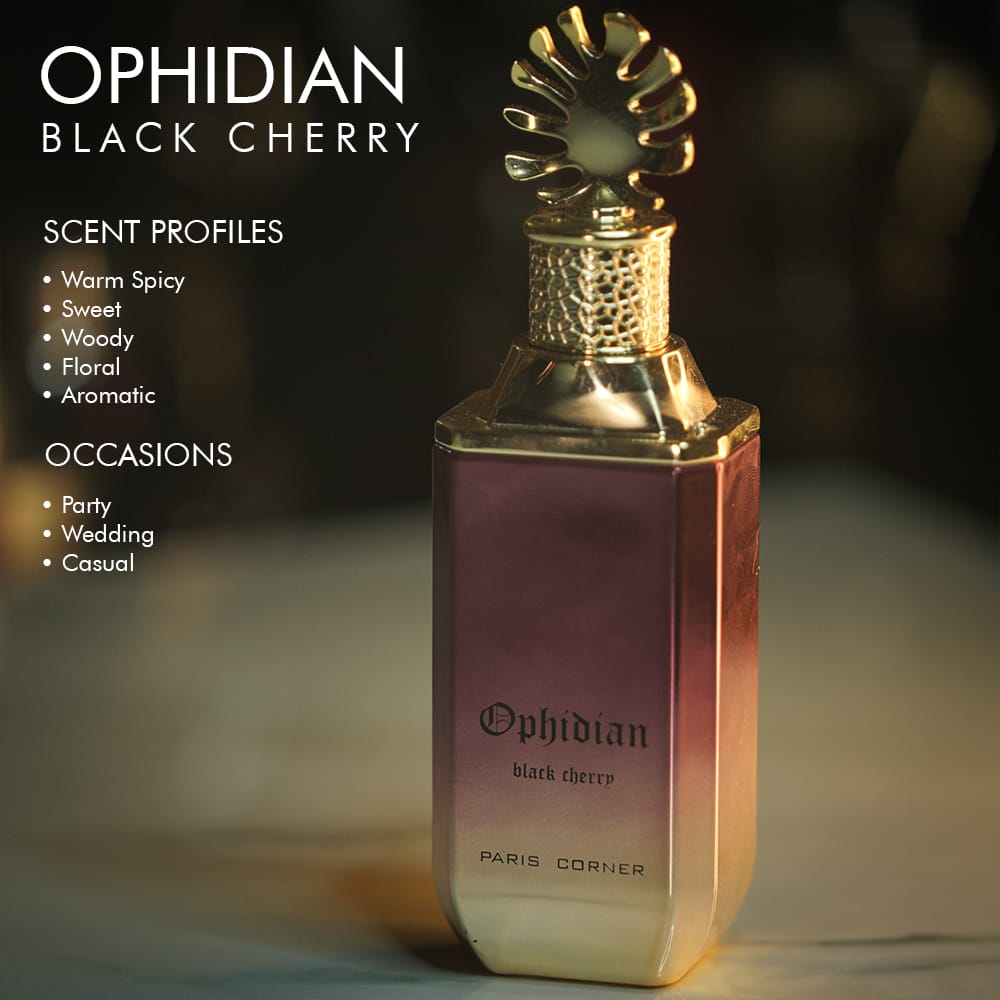 OPHIDIAN
BLACK CHERRY
SCENT PROFILES
• Warm Spicy
• Sweet
• Woody
• Floral
• Aromatic
OCCASIONS
• Party
• Wedding
• Casual
Ophidian
black cherry
PARIS CORNER